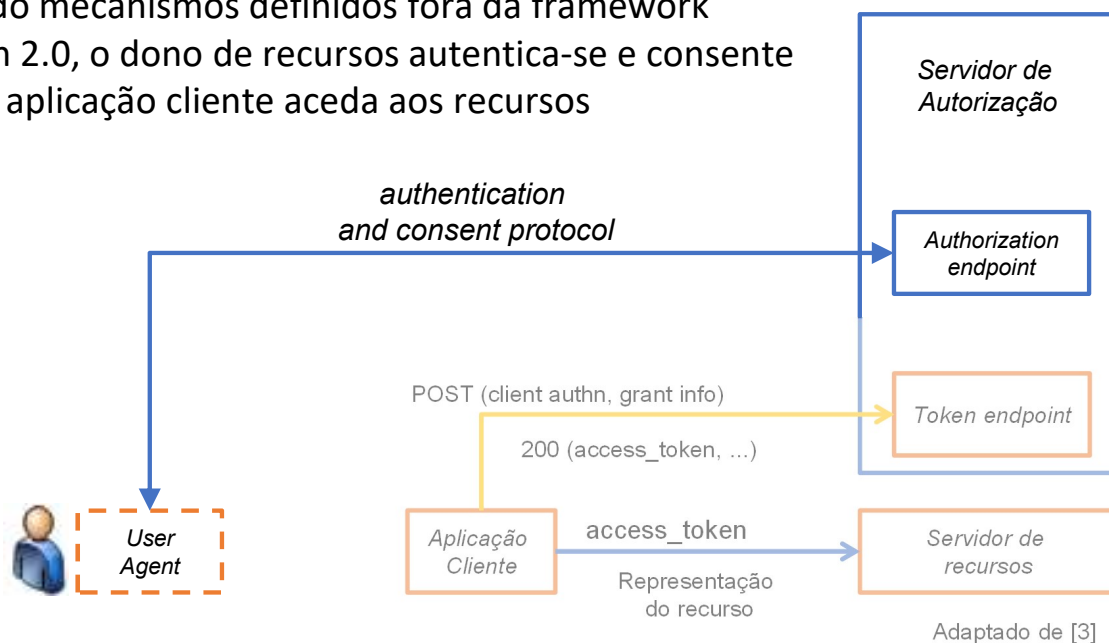 do mecanismos definidos fora da framework
2.0, o dono de recursos autentica-se e consente
aplicação cliente aceda aos recursos
Servidor de
Autorização
authentication
and consent protocol
Authorization
endpoint
POST (client authn, grant info)
Token endpoint
200 (access_token, ...)
User
Agent
Aplicação
Cliente
access_token
Servidor de
recursos
Representação
do recurso
Adaptado de [3]